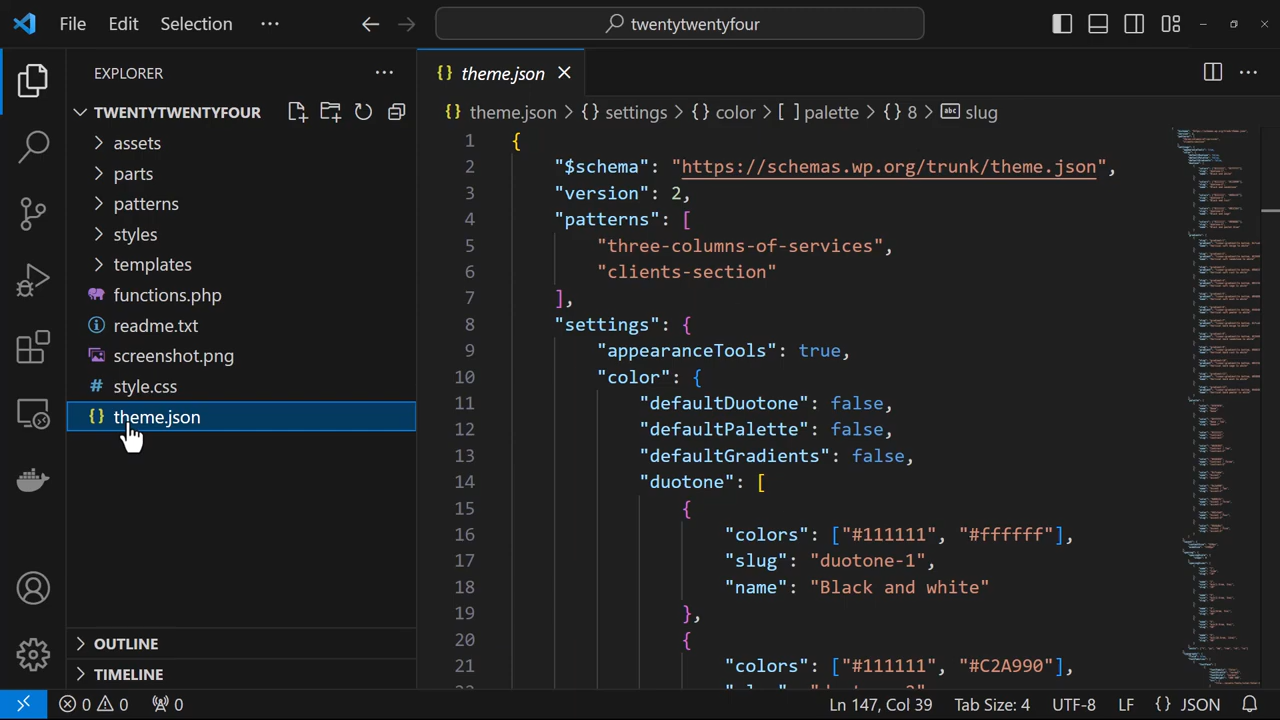 File Edit Selection ··· twentytwentyfour
EXPLORER ···
TWENTYTWENTYFOUR
assets
parts
patterns
styles
templates
functions.php
readme.txt
screenshot.png
style.css
theme.json
OUTLINE
TIMELINE
{} theme.json
{} theme.json > {} settings > {} color > [ ] palette > {} 8 > abc slug
1 {
2 "$schema": "https://schemas.wp.org/trunk/theme.json",
3 "version": 2,
4 "patterns": [
5 "three-columns-of-services",
6 "clients-section"
7 ],
8 "settings": {
9 "appearanceTools": true,
10 "color": {
11 "defaultDuotone": false,
12 "defaultPalette": false,
13 "defaultGradients": false,
14 "duotone": [
15 {
16 "colors": ["#111111", "#ffffff"],
17 "slug": "duotone-1",
18 "name": "Black and white"
19 },
20 {
21 "colors": ["#111111", "#C2A990"],
0 0 0 Ln 147, Col 39 Tab Size: 4 UTF-8 LF {} JSON